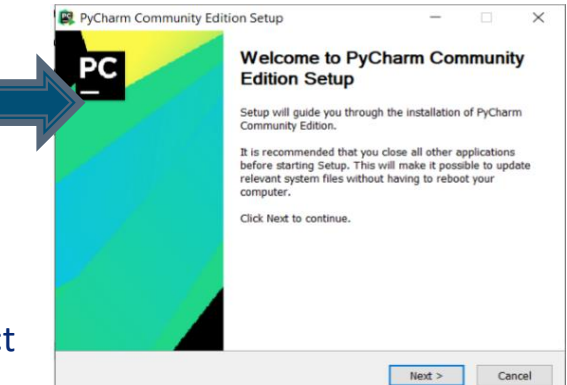 PyCharm Community Edition Setup
PC
Welcome to PyCharm Community
Edition Setup
Setup will guide you through the installation of PyCharm
Community Edition.
It is recommended that you close all other applications
before starting Setup. This will make it possible to update
relevant system files without having to reboot your
computer.
Click Next to continue.
Next >
Cancel